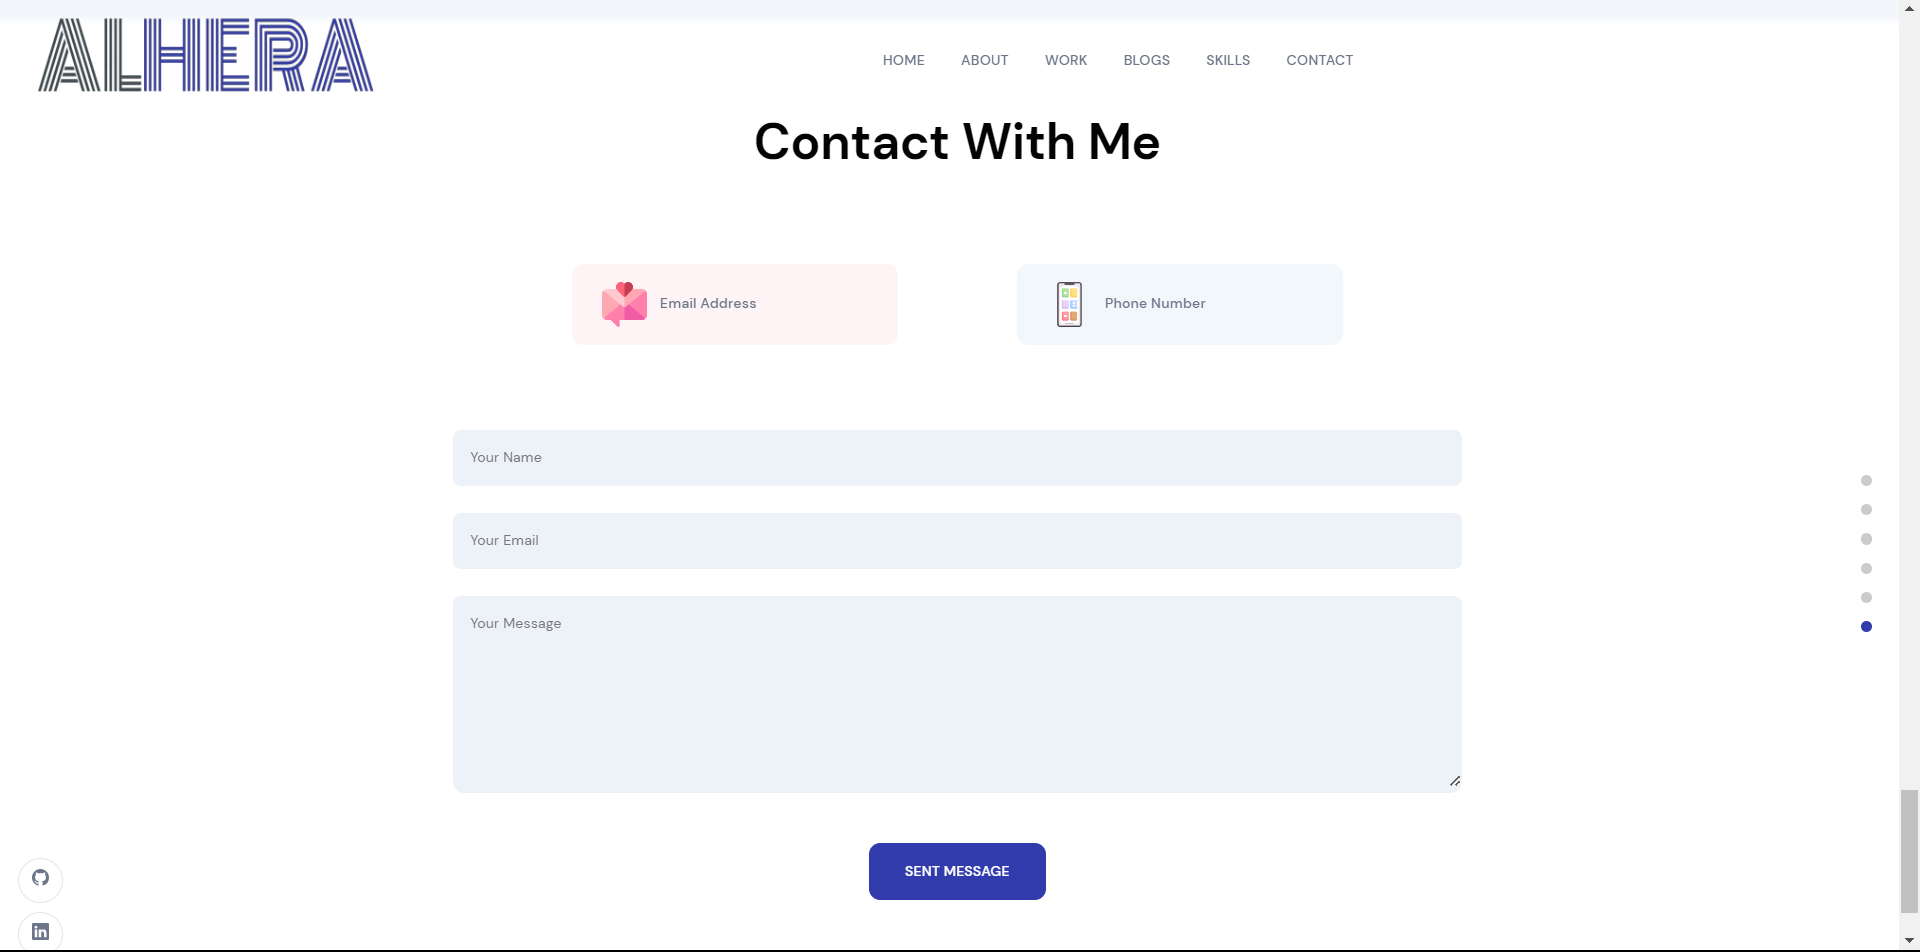 ALHERA
HOME ABOUT WORK BLOGS SKILLS CONTACT
Contact With Me
Email Address
Phone Number
Your Name
Your Email
Your Message
SENT MESSAGE
in